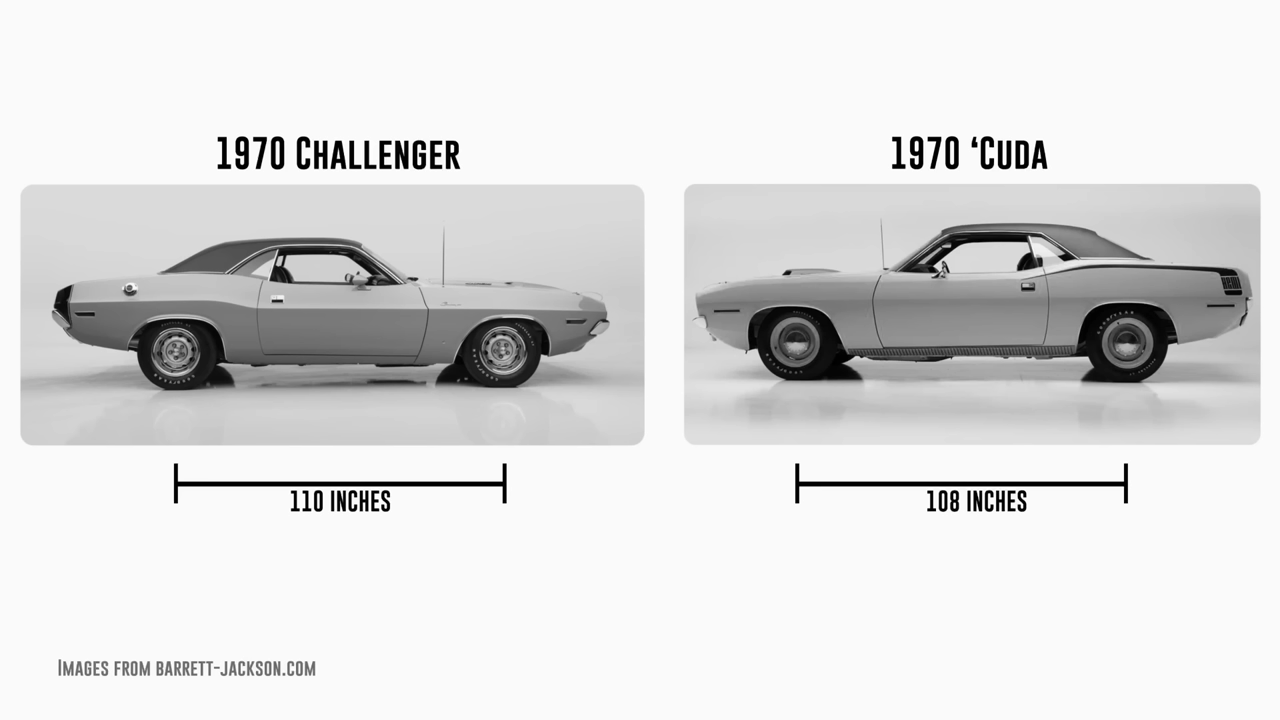 1970 Challenger
1970 ‘Cuda
110 INCHES
108 INCHES
Images from barrett-jackson.com